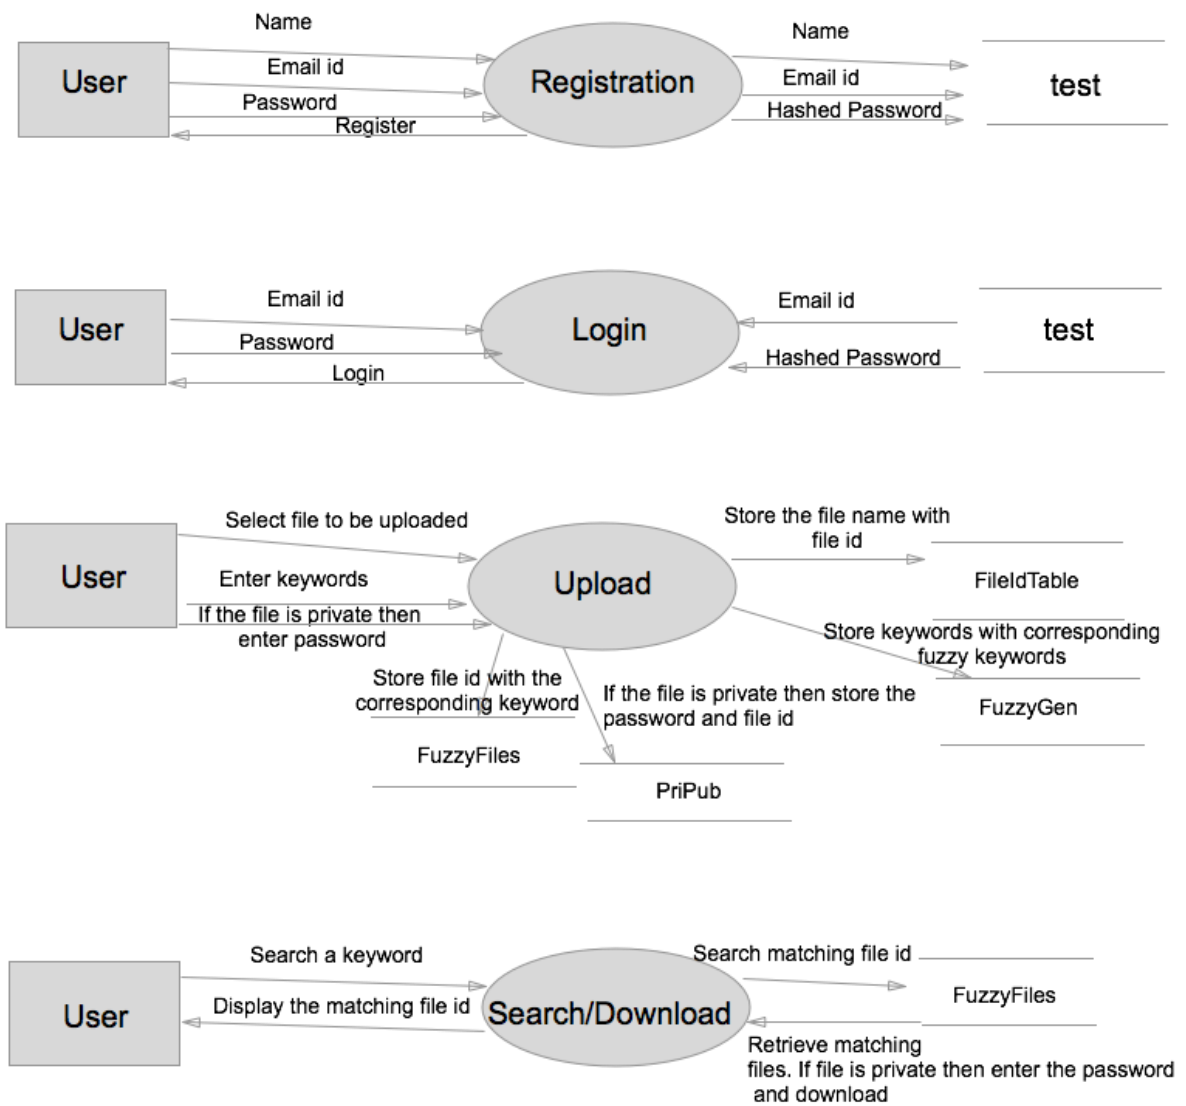 Name
Name
Email id
Email id
User
Registration
test
Password
Hashed Password
Register
Email id
Email id
User
Login
test
Password
Hashed Password
Login
Select file to be uploaded
Store the file name with
file id
User
Enter keywords
Upload
FileIdTable
If the file is private then
enter password
Store keywords with corresponding
fuzzy keywords
Store file id with the
corresponding keyword
If the file is private then store the
password and file id
FuzzyGen
FuzzyFiles
PriPub
Search a keyword
Search matching file id
User
Display the matching file id
Search/Download
FuzzyFiles
Retrieve matching
files. If file is private then enter the password
and download